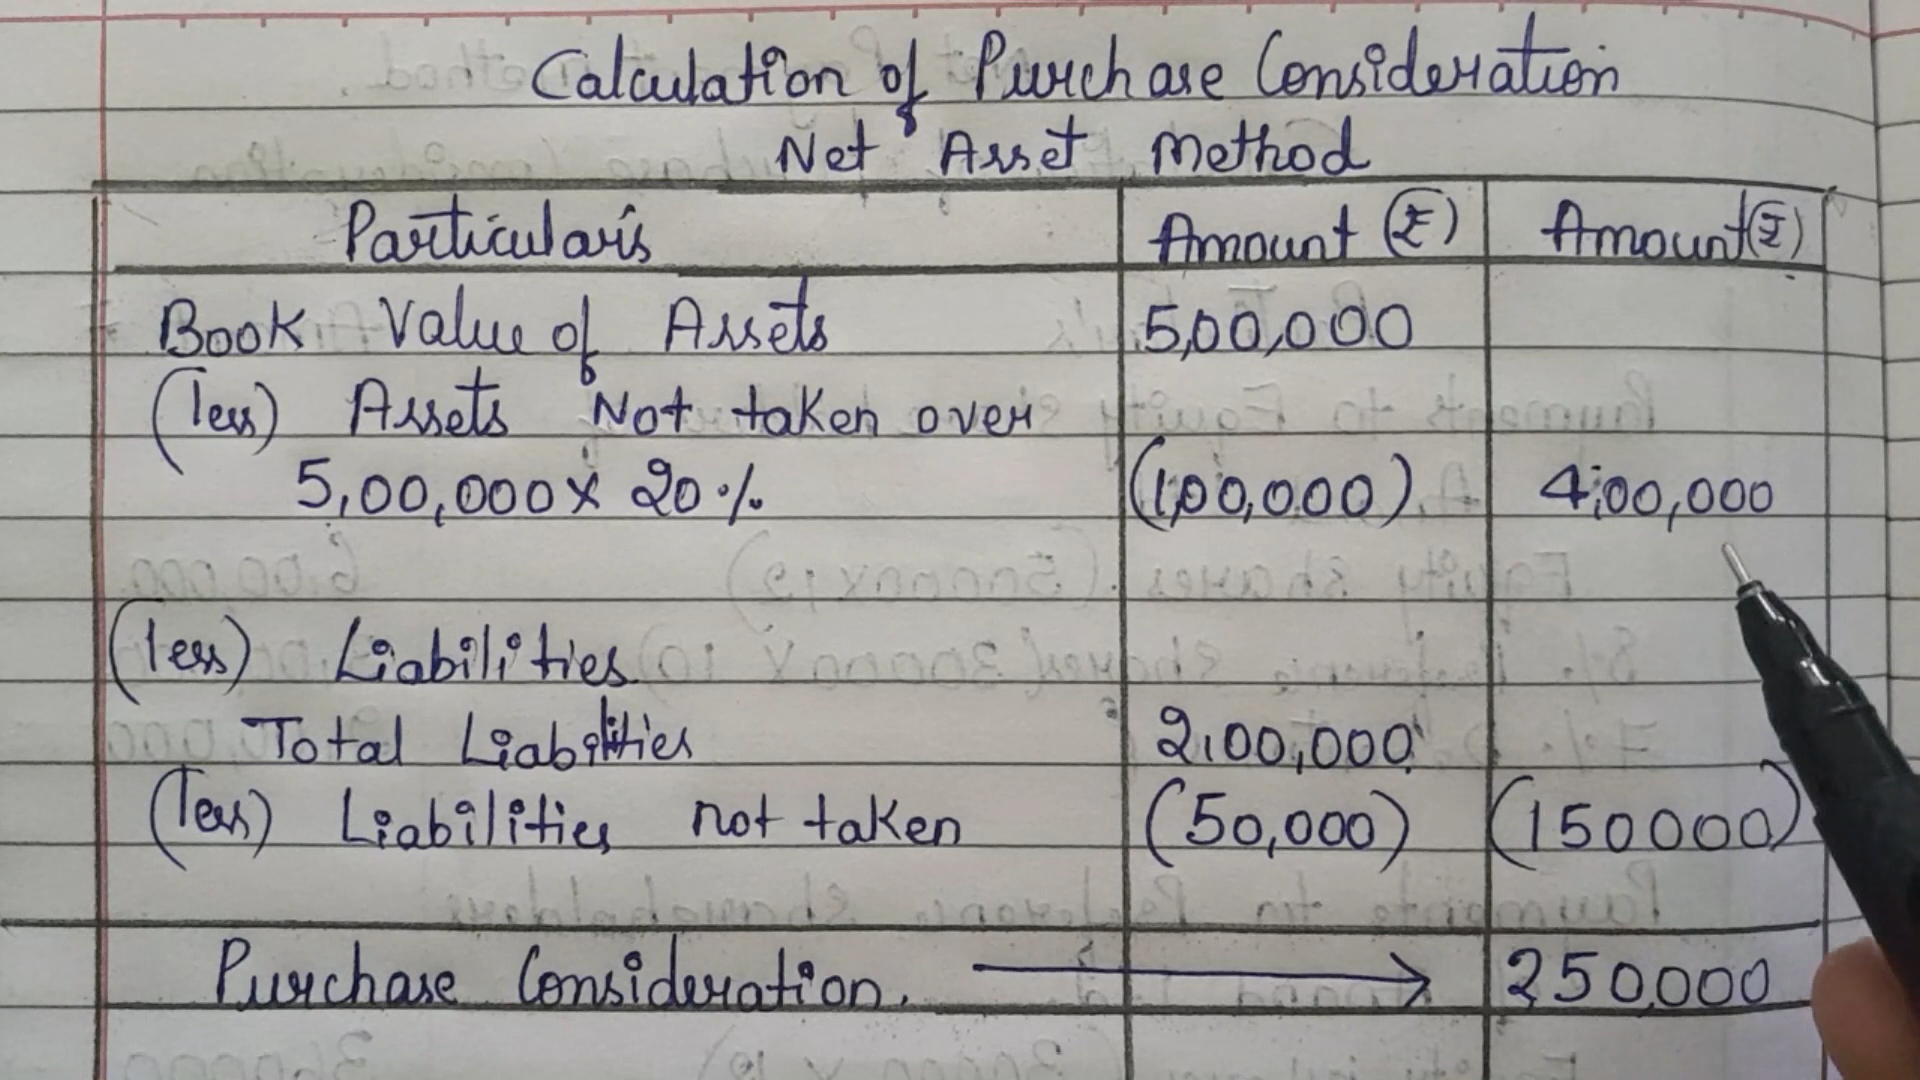 Calculation of Purchase Consideration
Net Asset Method
Particulars Amount (₹) Amount (₹)
Book Value of Assets 5,00,000
(less) Assets Not taken over
5,00,000 x 20% (1,00,000) 4,00,000
(less) Liabilities
Total Liabilities 2,00,000
(less) Liabilities not taken (50,000) (150000)
Purchase Consideration. → 250,000